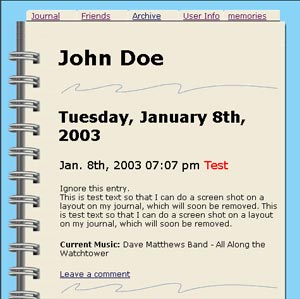 Journal Friends Archive User Info memories
John Doe
Tuesday, January 8th,
2003
Jan. 8th, 2003 07:07 pm Test
Ignore this entry.
This is test text so that I can do a screen shot on a
layout on my journal, which will soon be removed. This
is test text so that I can do a screen shot on a layout
on my journal, which will soon be removed.
Current Music: Dave Matthews Band - All Along the
Watchtower
Leave a comment